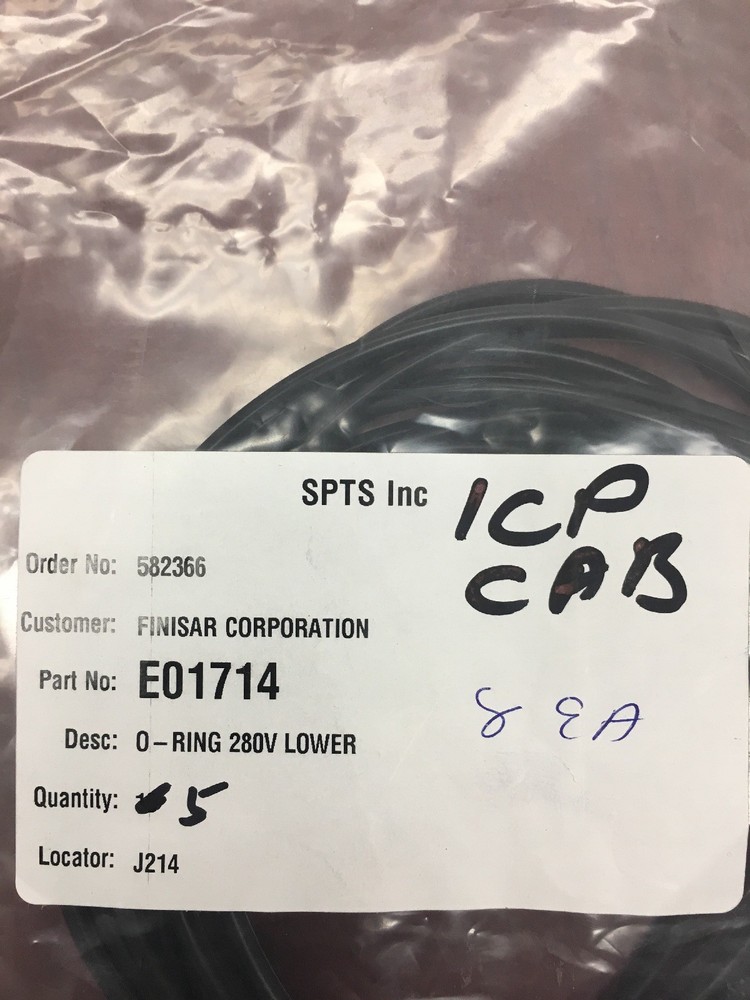 SPTS Inc
ICP
CAB
Order No: 582366
Customer: FINISAR CORPORATION
Part No: E01714
8 EA
Desc: O-RING 280V LOWER
Quantity: 5
Locator: J214